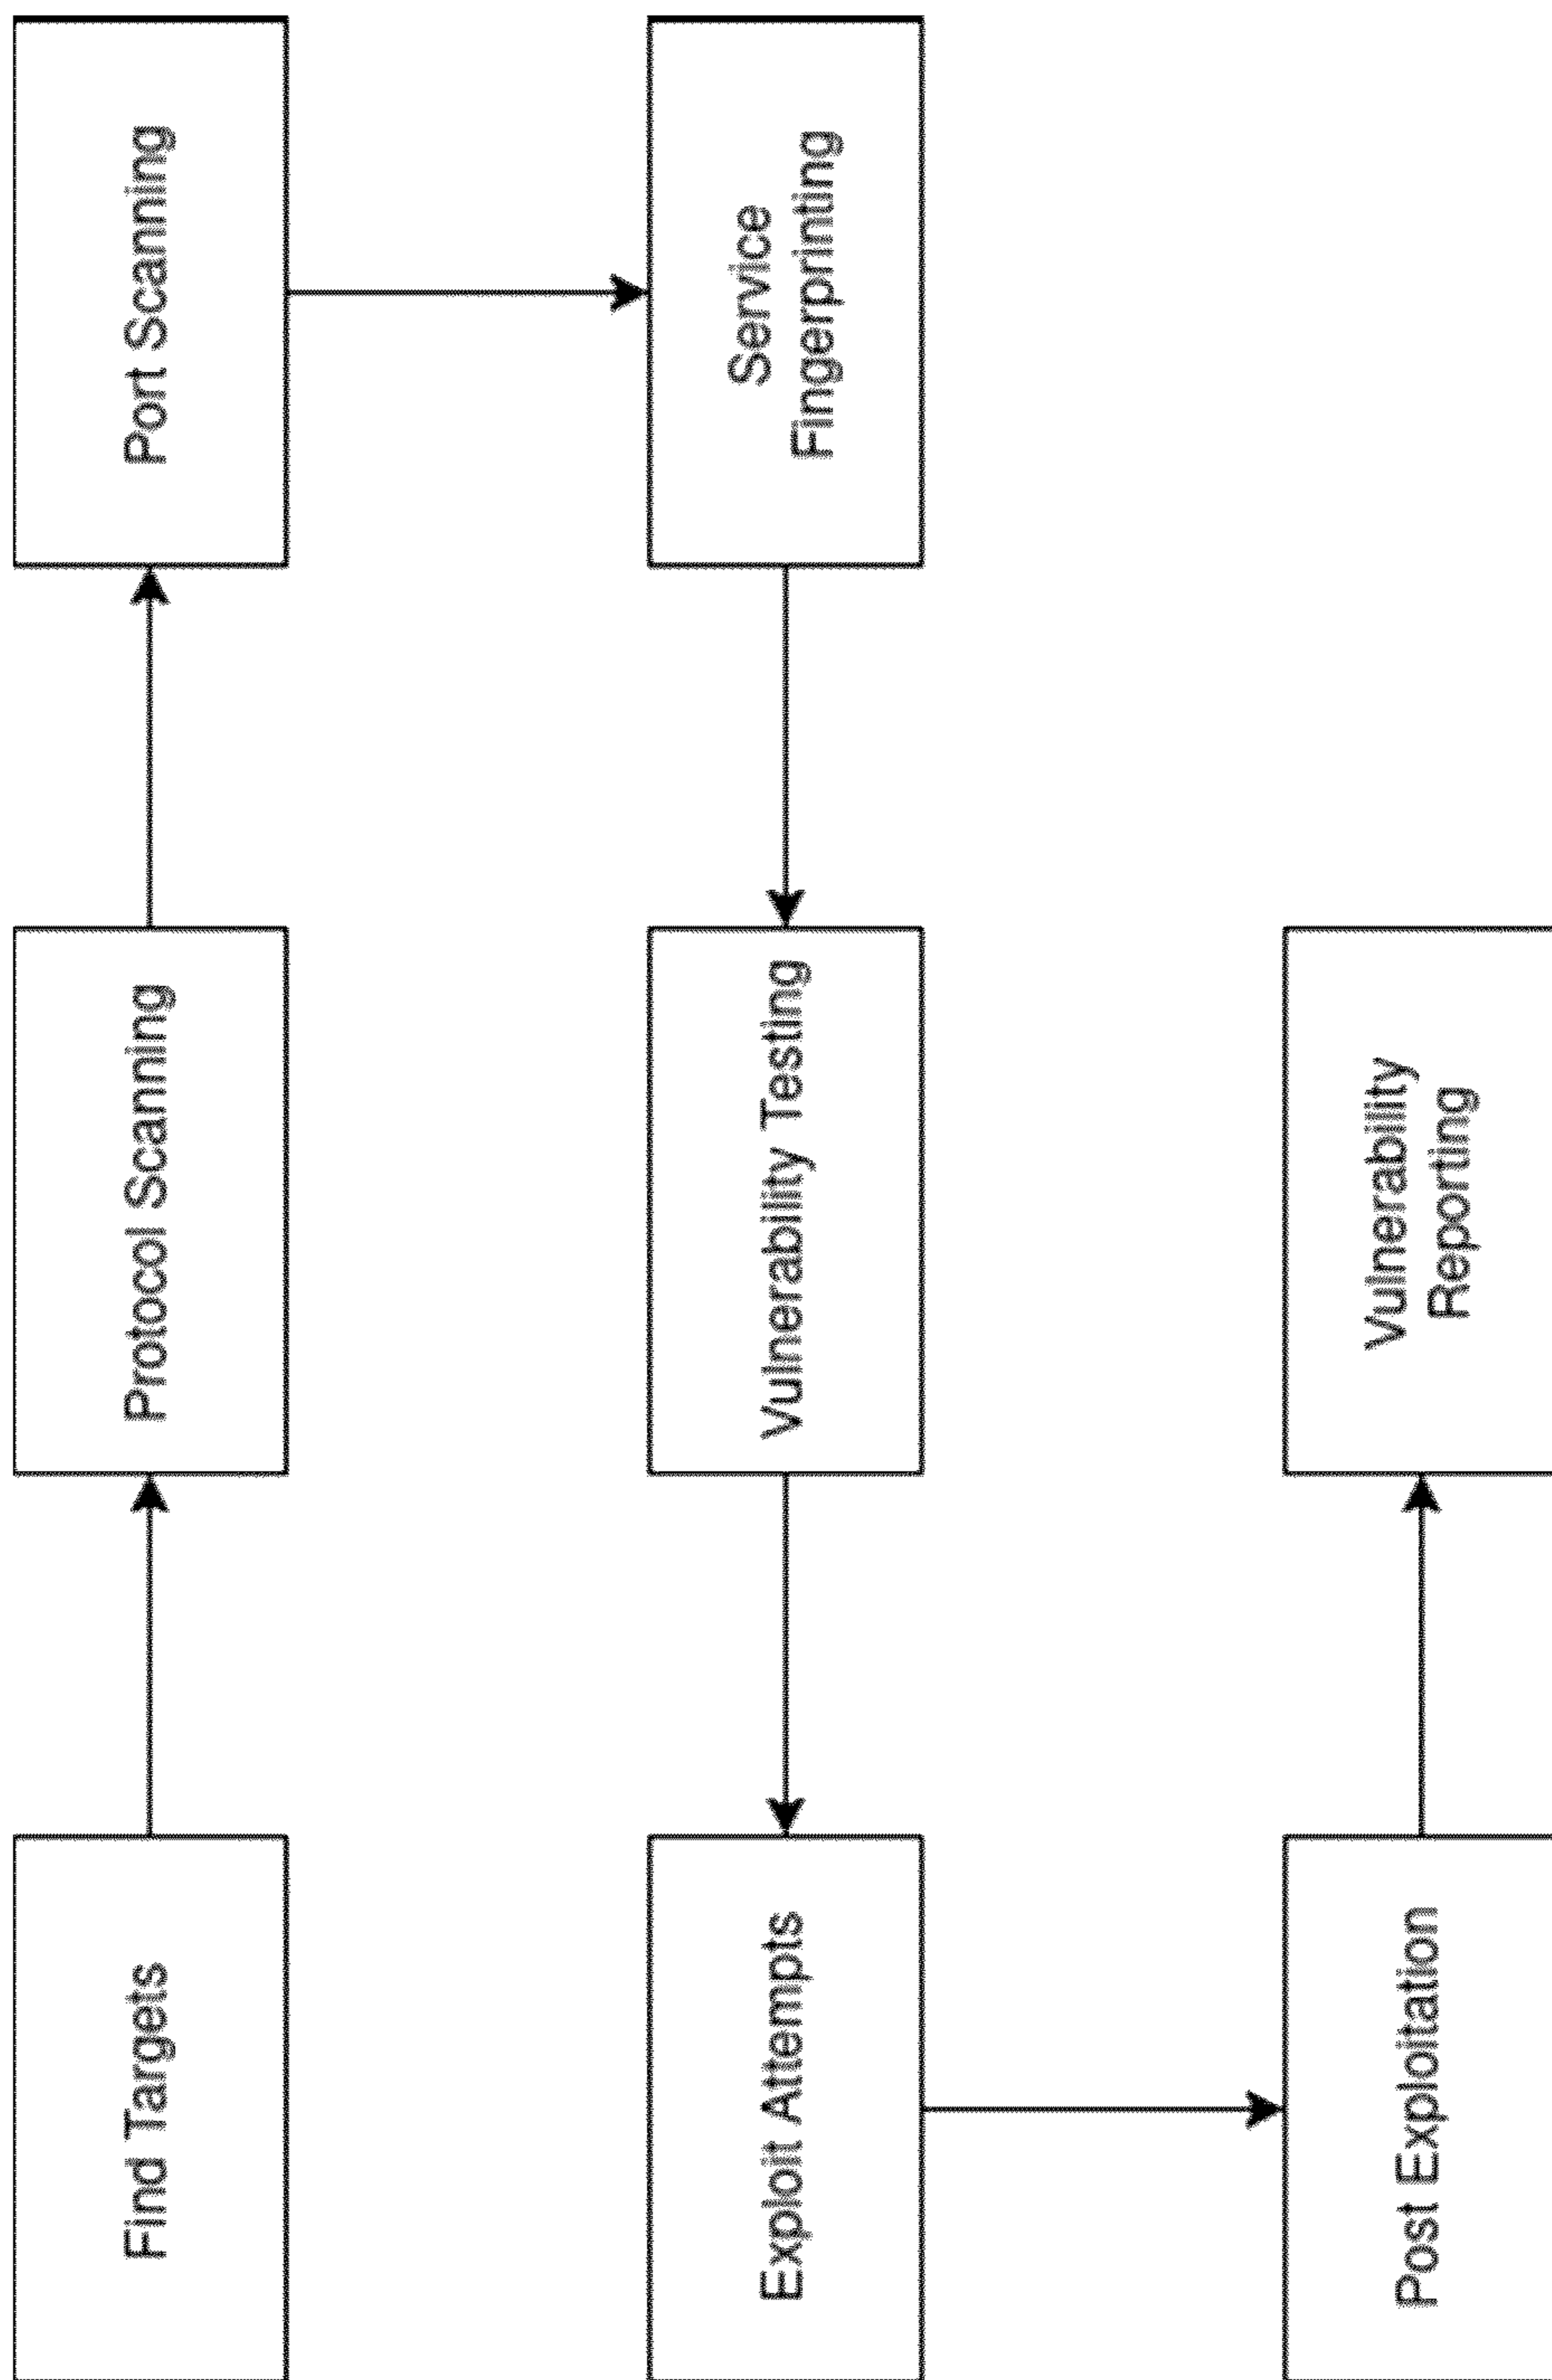 Find Targets
Protocol Scanning
Port Scanning
Service
Fingerprinting
Vulnerability Testing
Exploit Attempts
Post Exploitation
Vulnerability
Reporting